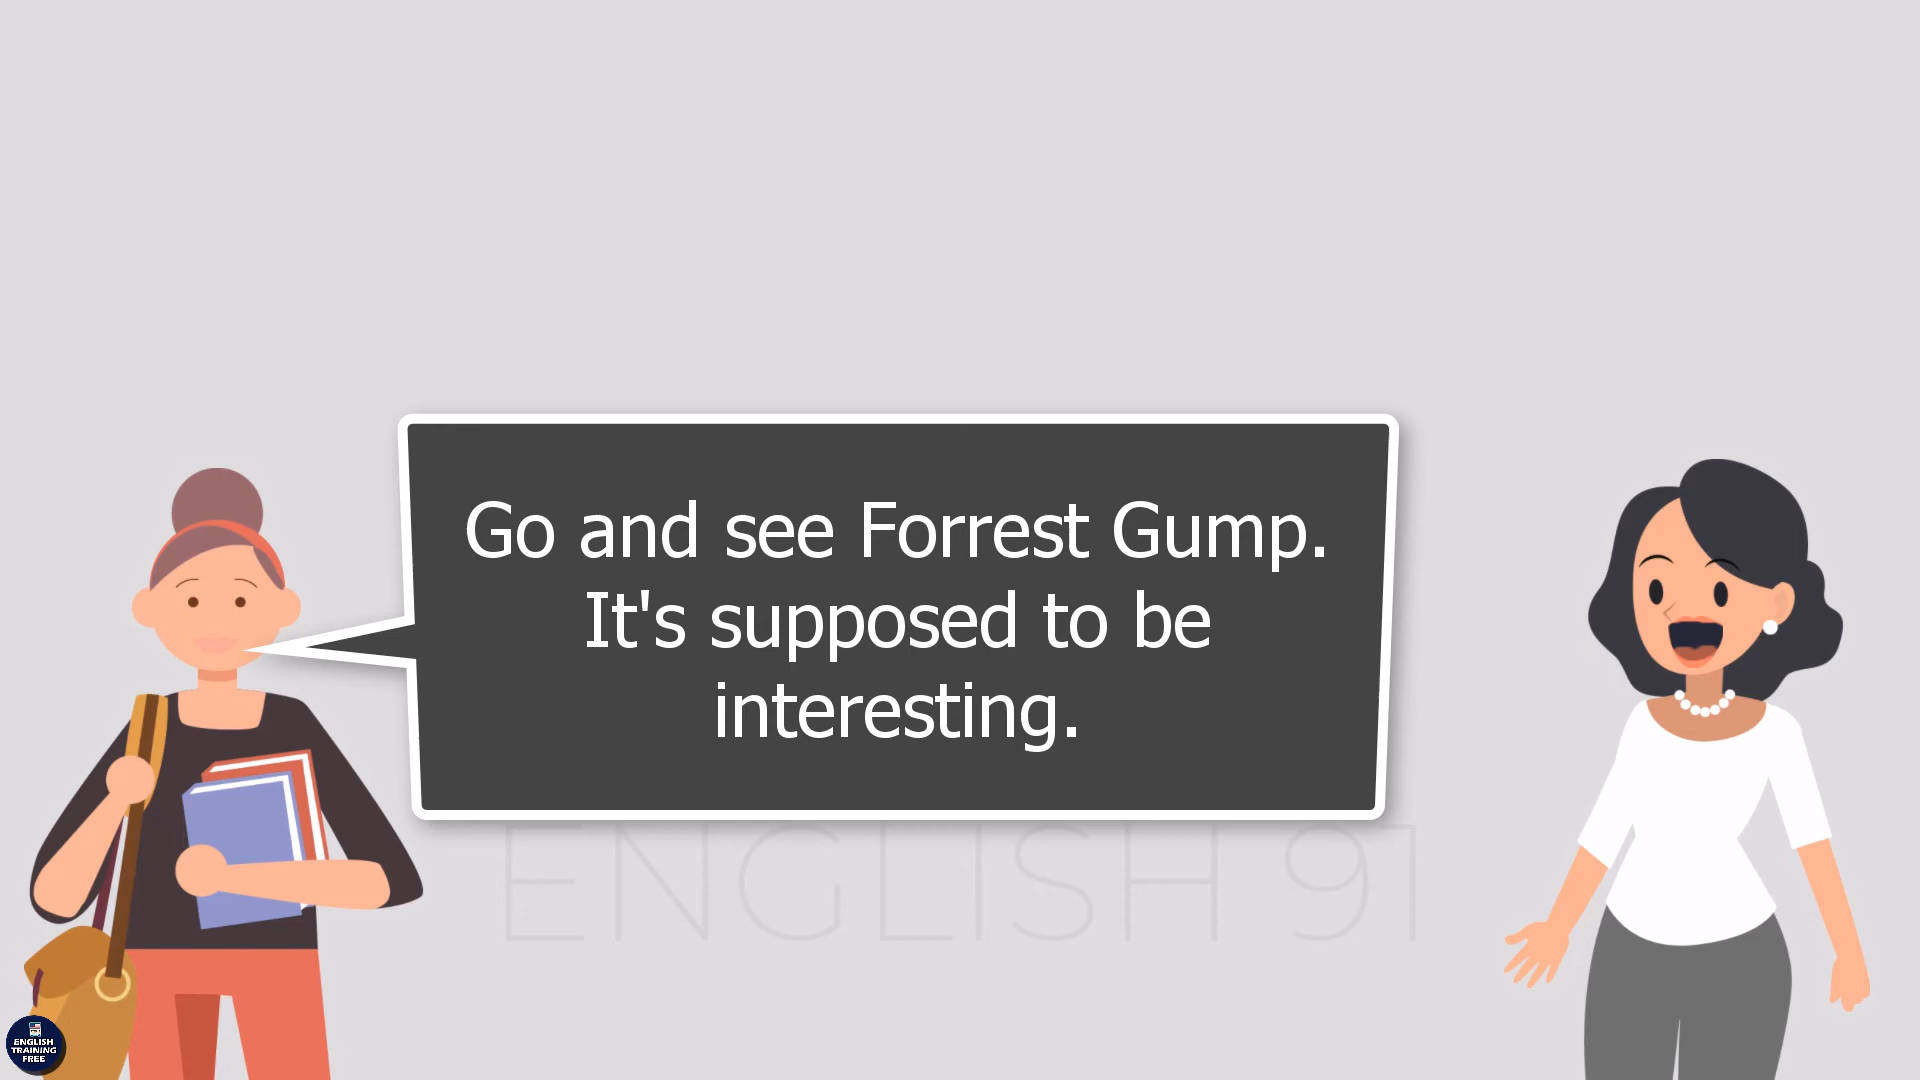 Go and see Forrest Gump.
It's supposed to be
interesting.
ENGLISH 91
ENGLISH
TRAINING
FREE